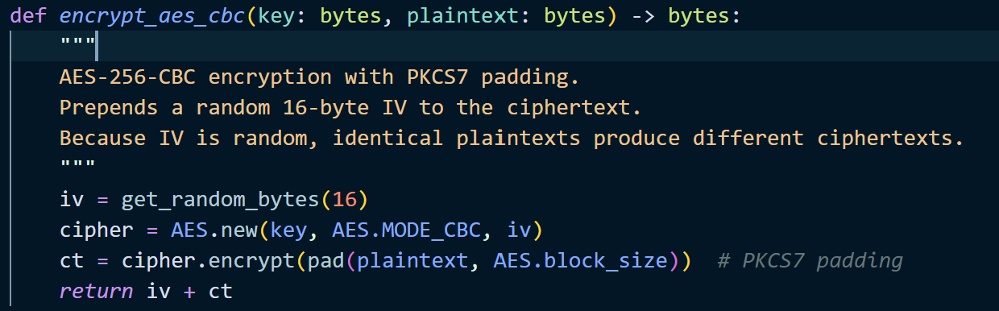 def encrypt_aes_cbc(key: bytes, plaintext: bytes) -> bytes:
    """
    AES-256-CBC encryption with PKCS7 padding.
    Prepends a random 16-byte IV to the ciphertext.
    Because IV is random, identical plaintexts produce different ciphertexts.
    """
    iv = get_random_bytes(16)
    cipher = AES.new(key, AES.MODE_CBC, iv)
    ct = cipher.encrypt(pad(plaintext, AES.block_size))  # PKCS7 padding
    return iv + ct